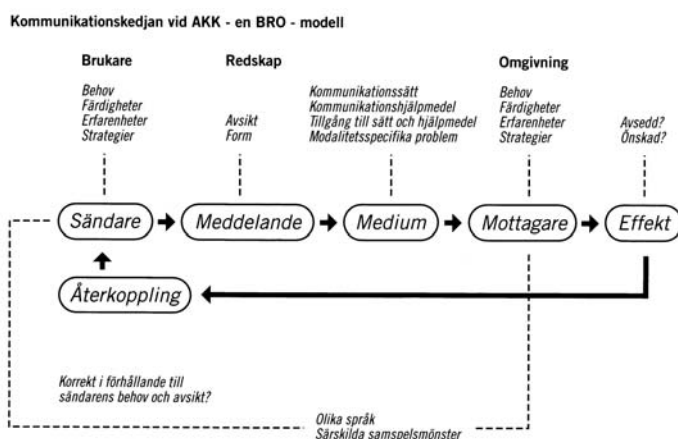 Kommunikationskedjan vid AKK - en BRO - modell
Brukare
Redskap
Omgivning
Behov
Färdigheter
Erfarenheter
Strategier
Avsikt
Form
Kommunikationssätt
Kommunikationshjälpmedel
Tillgång till sätt och hjälpmedel
Modalitetsspecifika problem
Behov
Färdigheter
Erfarenheter
Strategier
Avsedd?
Önskad?
Sändare
Meddelande
Medium
Mottagare
Effekt
Återkoppling
Korrekt i förhållande till
sändarens behov och avsikt?
Olika språk
Särskilda samspelsmönster